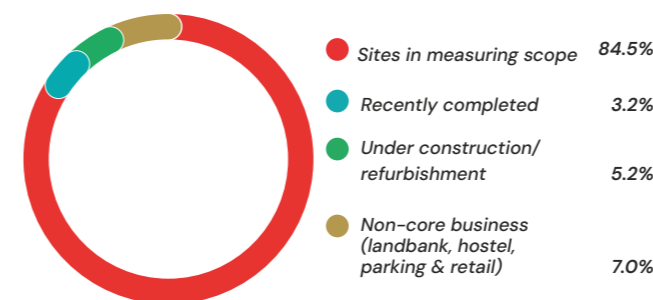 Sites in measuring scope 84.5%
Recently completed 3.2%
Under construction/
refurbishment 5.2%
Non-core business
(landbank, hostel,
parking & retail) 7.0%